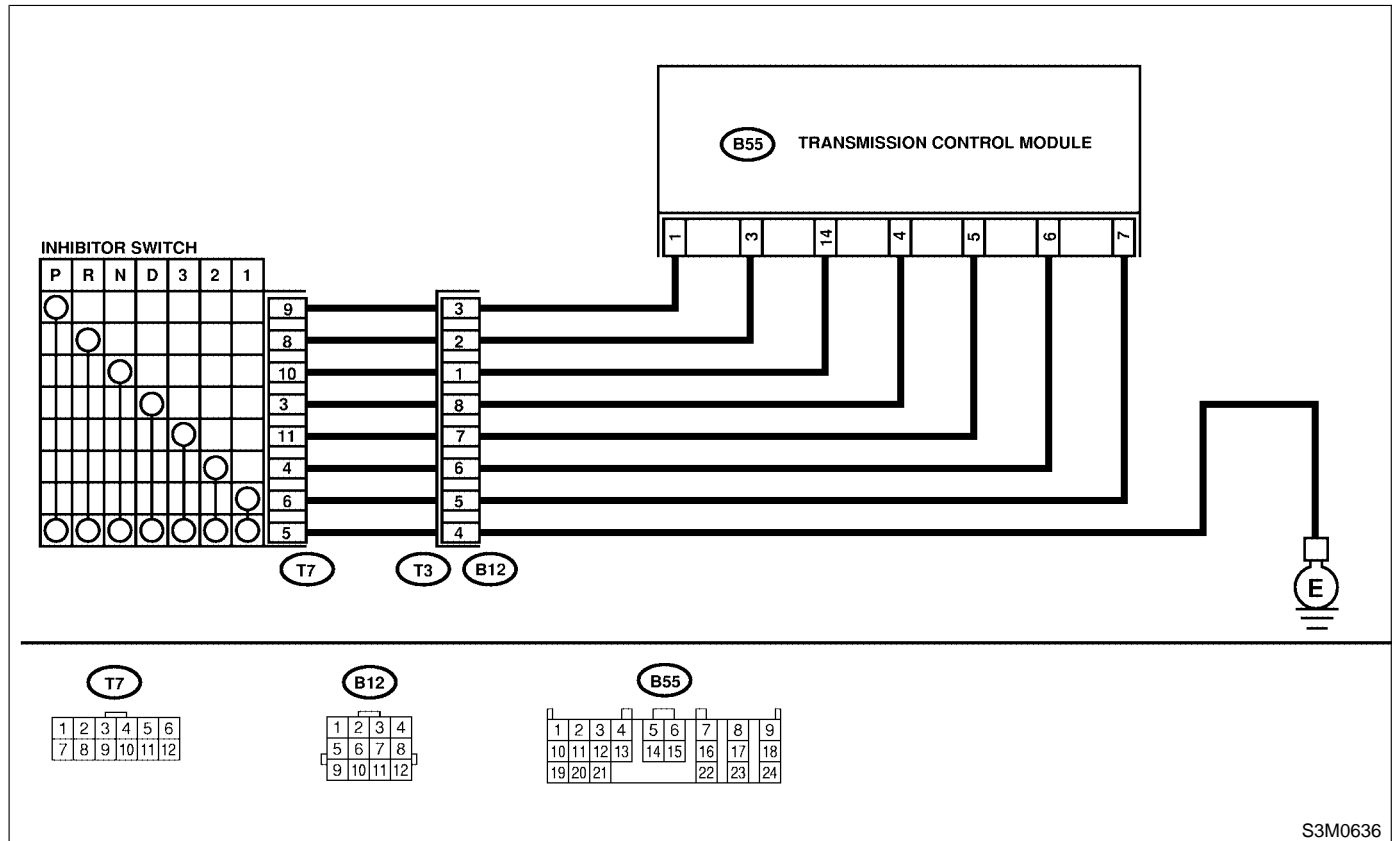 B55 TRANSMISSION CONTROL MODULE
1 3 14 4 5 6 7
INHIBITOR SWITCH
P R N D 3 2 1
9 3
8 2
10 1
3 8
11 7
4 6
6 5
5 4
T7 T3 B12
E
T7
1 2 3 4 5 6
7 8 9 10 11 12
B12
1 2 3 4
5 6 7 8
9 10 11 12
B55
1 2 3 4 5 6 7 8 9
10 11 12 13 14 15 16 17 18
19 20 21 22 23 24
S3M0636